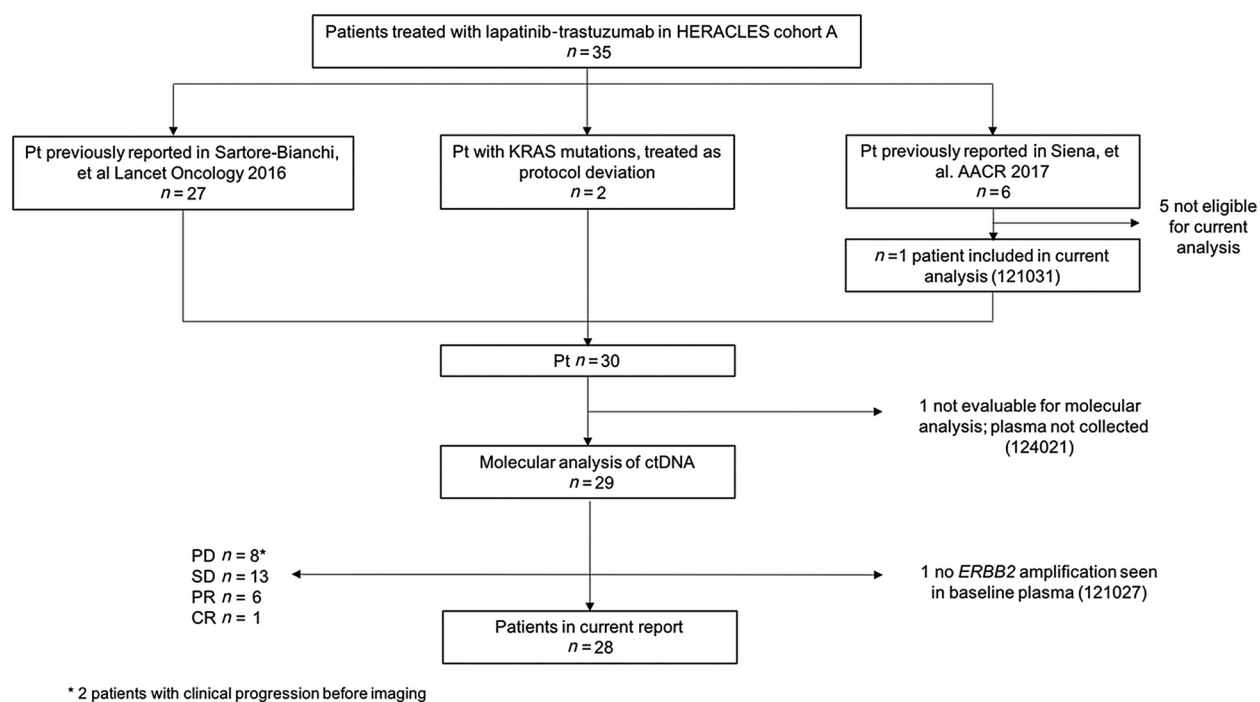 Patients treated with lapatinib-trastuzumab in HERACLES cohort A
n = 35
Pt previously reported in Sartore-Bianchi,
et al Lancet Oncology 2016
n = 27
Pt with KRAS mutations, treated as
protocol deviation
n = 2
Pt previously reported in Siena, et
al. AACR 2017
n = 6
5 not eligible
for current
analysis
n =1 patient included in current
analysis (121031)
Pt n = 30
1 not evaluable for molecular
analysis; plasma not collected
(124021)
Molecular analysis of ctDNA
n = 29
PD n = 8*
SD n = 13
PR n = 6
CR n = 1
1 no ERBB2 amplification seen
in baseline plasma (121027)
Patients in current report
n = 28
* 2 patients with clinical progression before imaging